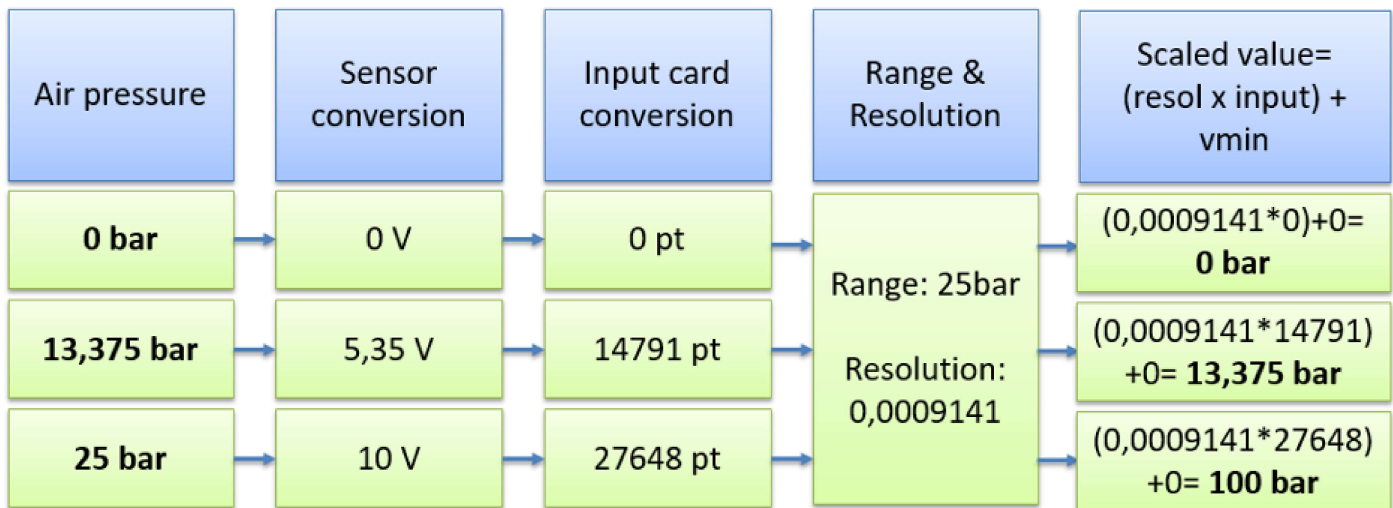 Air pressure
Sensor
conversion
Input card
conversion
Range &
Resolution
Scaled value=
(resol x input) +
vmin
0 bar
0 V
0 pt
Range: 25bar
Resolution:
0,0009141
(0,0009141*0)+0=
0 bar
13,375 bar
5,35 V
14791 pt
(0,0009141*14791)
+0= 13,375 bar
25 bar
10 V
27648 pt
(0,0009141*27648)
+0= 100 bar